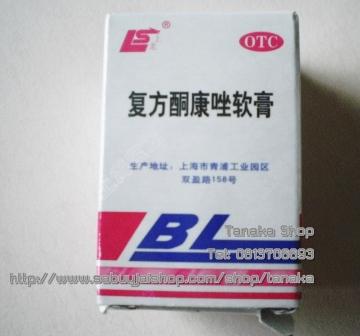 LS
OTC
复方酮康唑软膏
生产地址：上海市青浦工业园区
双盈路158号
BL
Tanaka Shop
Tel: 0813706693
http://www.sabuyjaishop.com/shop/tanaka